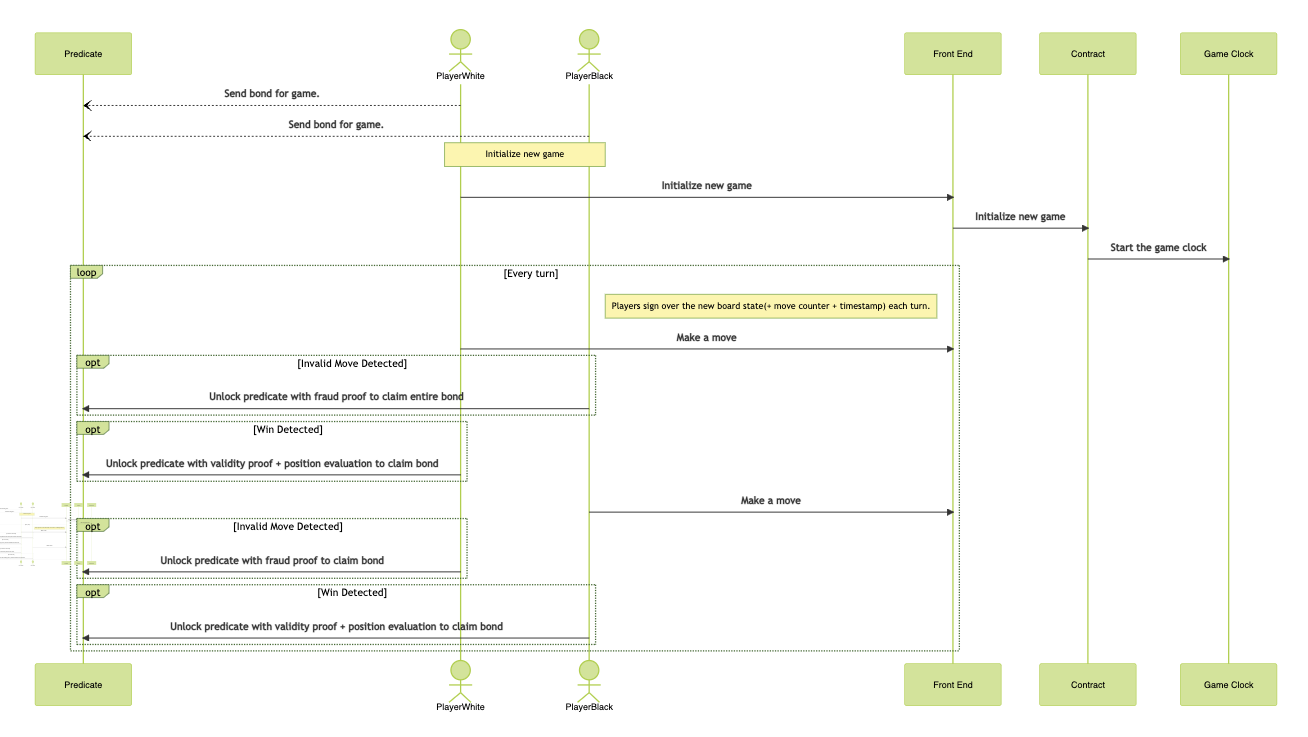 Predicate
PlayerWhite
PlayerBlack
Front End
Contract
Game Clock
Send bond for game.
Send bond for game.
Initialize new game
Initialize new game
Initialize new game
Start the game clock
loop
[Every turn]
Players sign over the new board state(+ move counter + timestamp) each turn.
Make a move
opt
[Invalid Move Detected]
Unlock predicate with fraud proof to claim entire bond
opt
[Win Detected]
Unlock predicate with validity proof + position evaluation to claim bond
Make a move
opt
[Invalid Move Detected]
Unlock predicate with fraud proof to claim bond
opt
[Win Detected]
Unlock predicate with validity proof + position evaluation to claim bond
Predicate
PlayerWhite
PlayerBlack
Front End
Contract
Game Clock